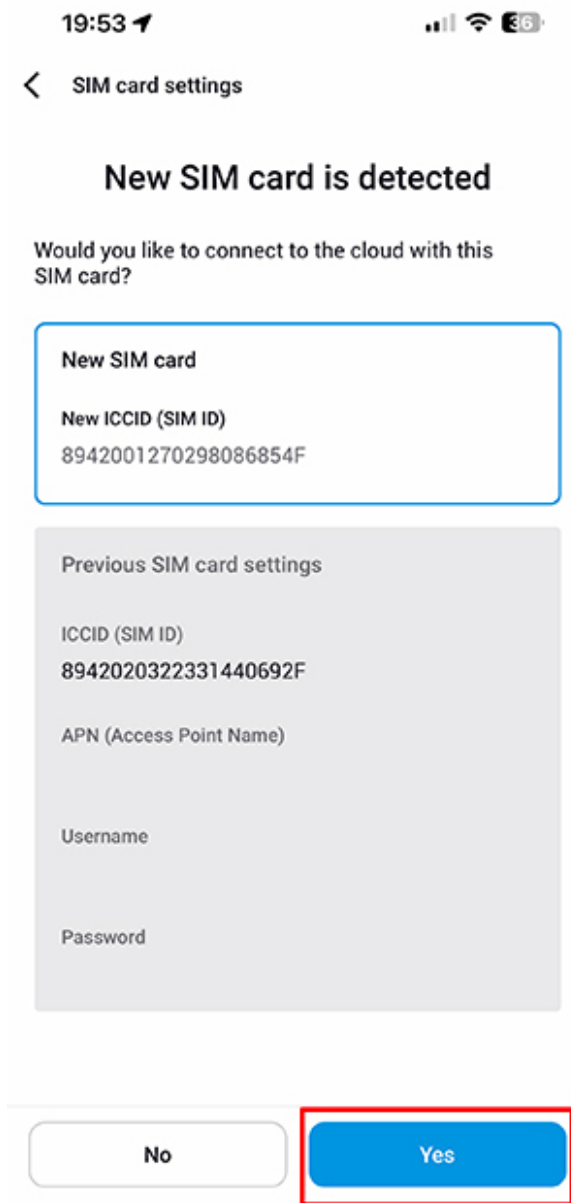 19:53
36
SIM card settings
New SIM card is detected
Would you like to connect to the cloud with this
SIM card?
New SIM card
New ICCID (SIM ID)
8942001270298086854F
Previous SIM card settings
ICCID (SIM ID)
8942020322331440692F
APN (Access Point Name)
Username
Password
No
Yes